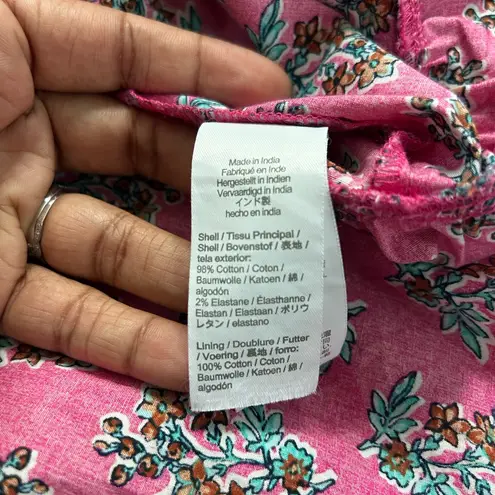 Made in India
Fabriqué en Inde
Hergestellt in Indien
Vervaardigd in India
インド製
hecho en india
Shell / Tissu Principal /
Shell / Bovenstof / 表地 /
tela exterior:
98% Cotton / Coton /
Baumwolle / Katoen / 綿 /
algodón
2% Elastane / Élasthanne /
Elastan / Elastaan / ポリウ
レタン / elastano
Lining / Doublure / Futter
/ Voering / 裏地 / forro:
100% Cotton / Coton /
Baumwolle / Katoen / 綿 /
algodón